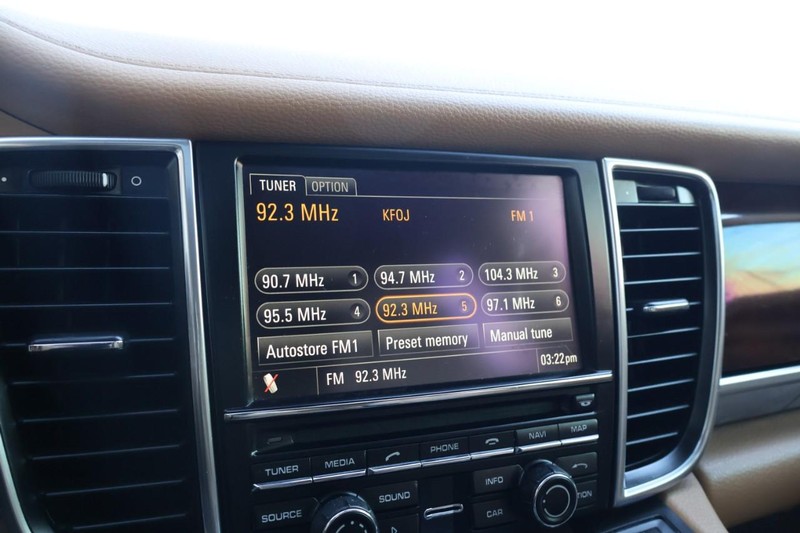 TUNER OPTION
92.3 MHz KFOJ FM 1
90.7 MHz 1 94.7 MHz 2 104.3 MHz 3
95.5 MHz 4 92.3 MHz 5 97.1 MHz 6
Autostore FM1 Preset memory Manual tune
FM 92.3 MHz 03:22pm
TUNER MEDIA PHONE NAVI MAP
SOURCE SOUND INFO
CAR